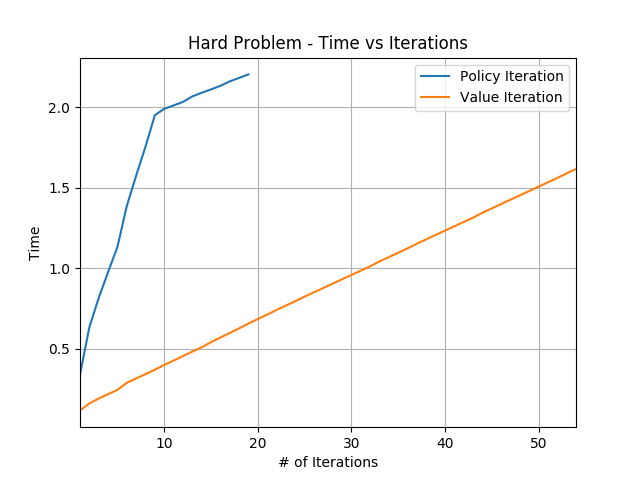 Hard Problem - Time vs Iterations
Policy Iteration
Value Iteration
Time
2.0
1.5
1.0
0.5
10
20
30
40
50
# of Iterations